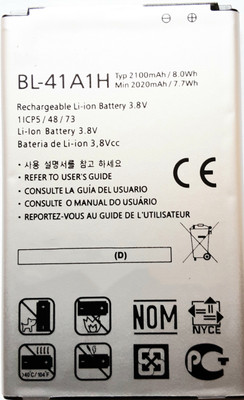 BL-41A1H
Typ 2100mAh / 8.0Wh
Min 2020mAh / 7.7Wh
Rechargeable Li-ion Battery 3.8V
1ICP5 / 48 / 73
Li-Ion Battery 3.8V
Bateria de Li-Ion 3,8Vcc
• 사용 설명서를 참고 하세요
• REFER TO USER'S GUIDE
• CONSULTE LA GUÍA DEL USUARIO
• CONSULTE O MANUAL DO USUÁRIO
• REPORTEZ-VOUS AU GUIDE DE L'UTILISATEUR
(D)
NOM
NYCE